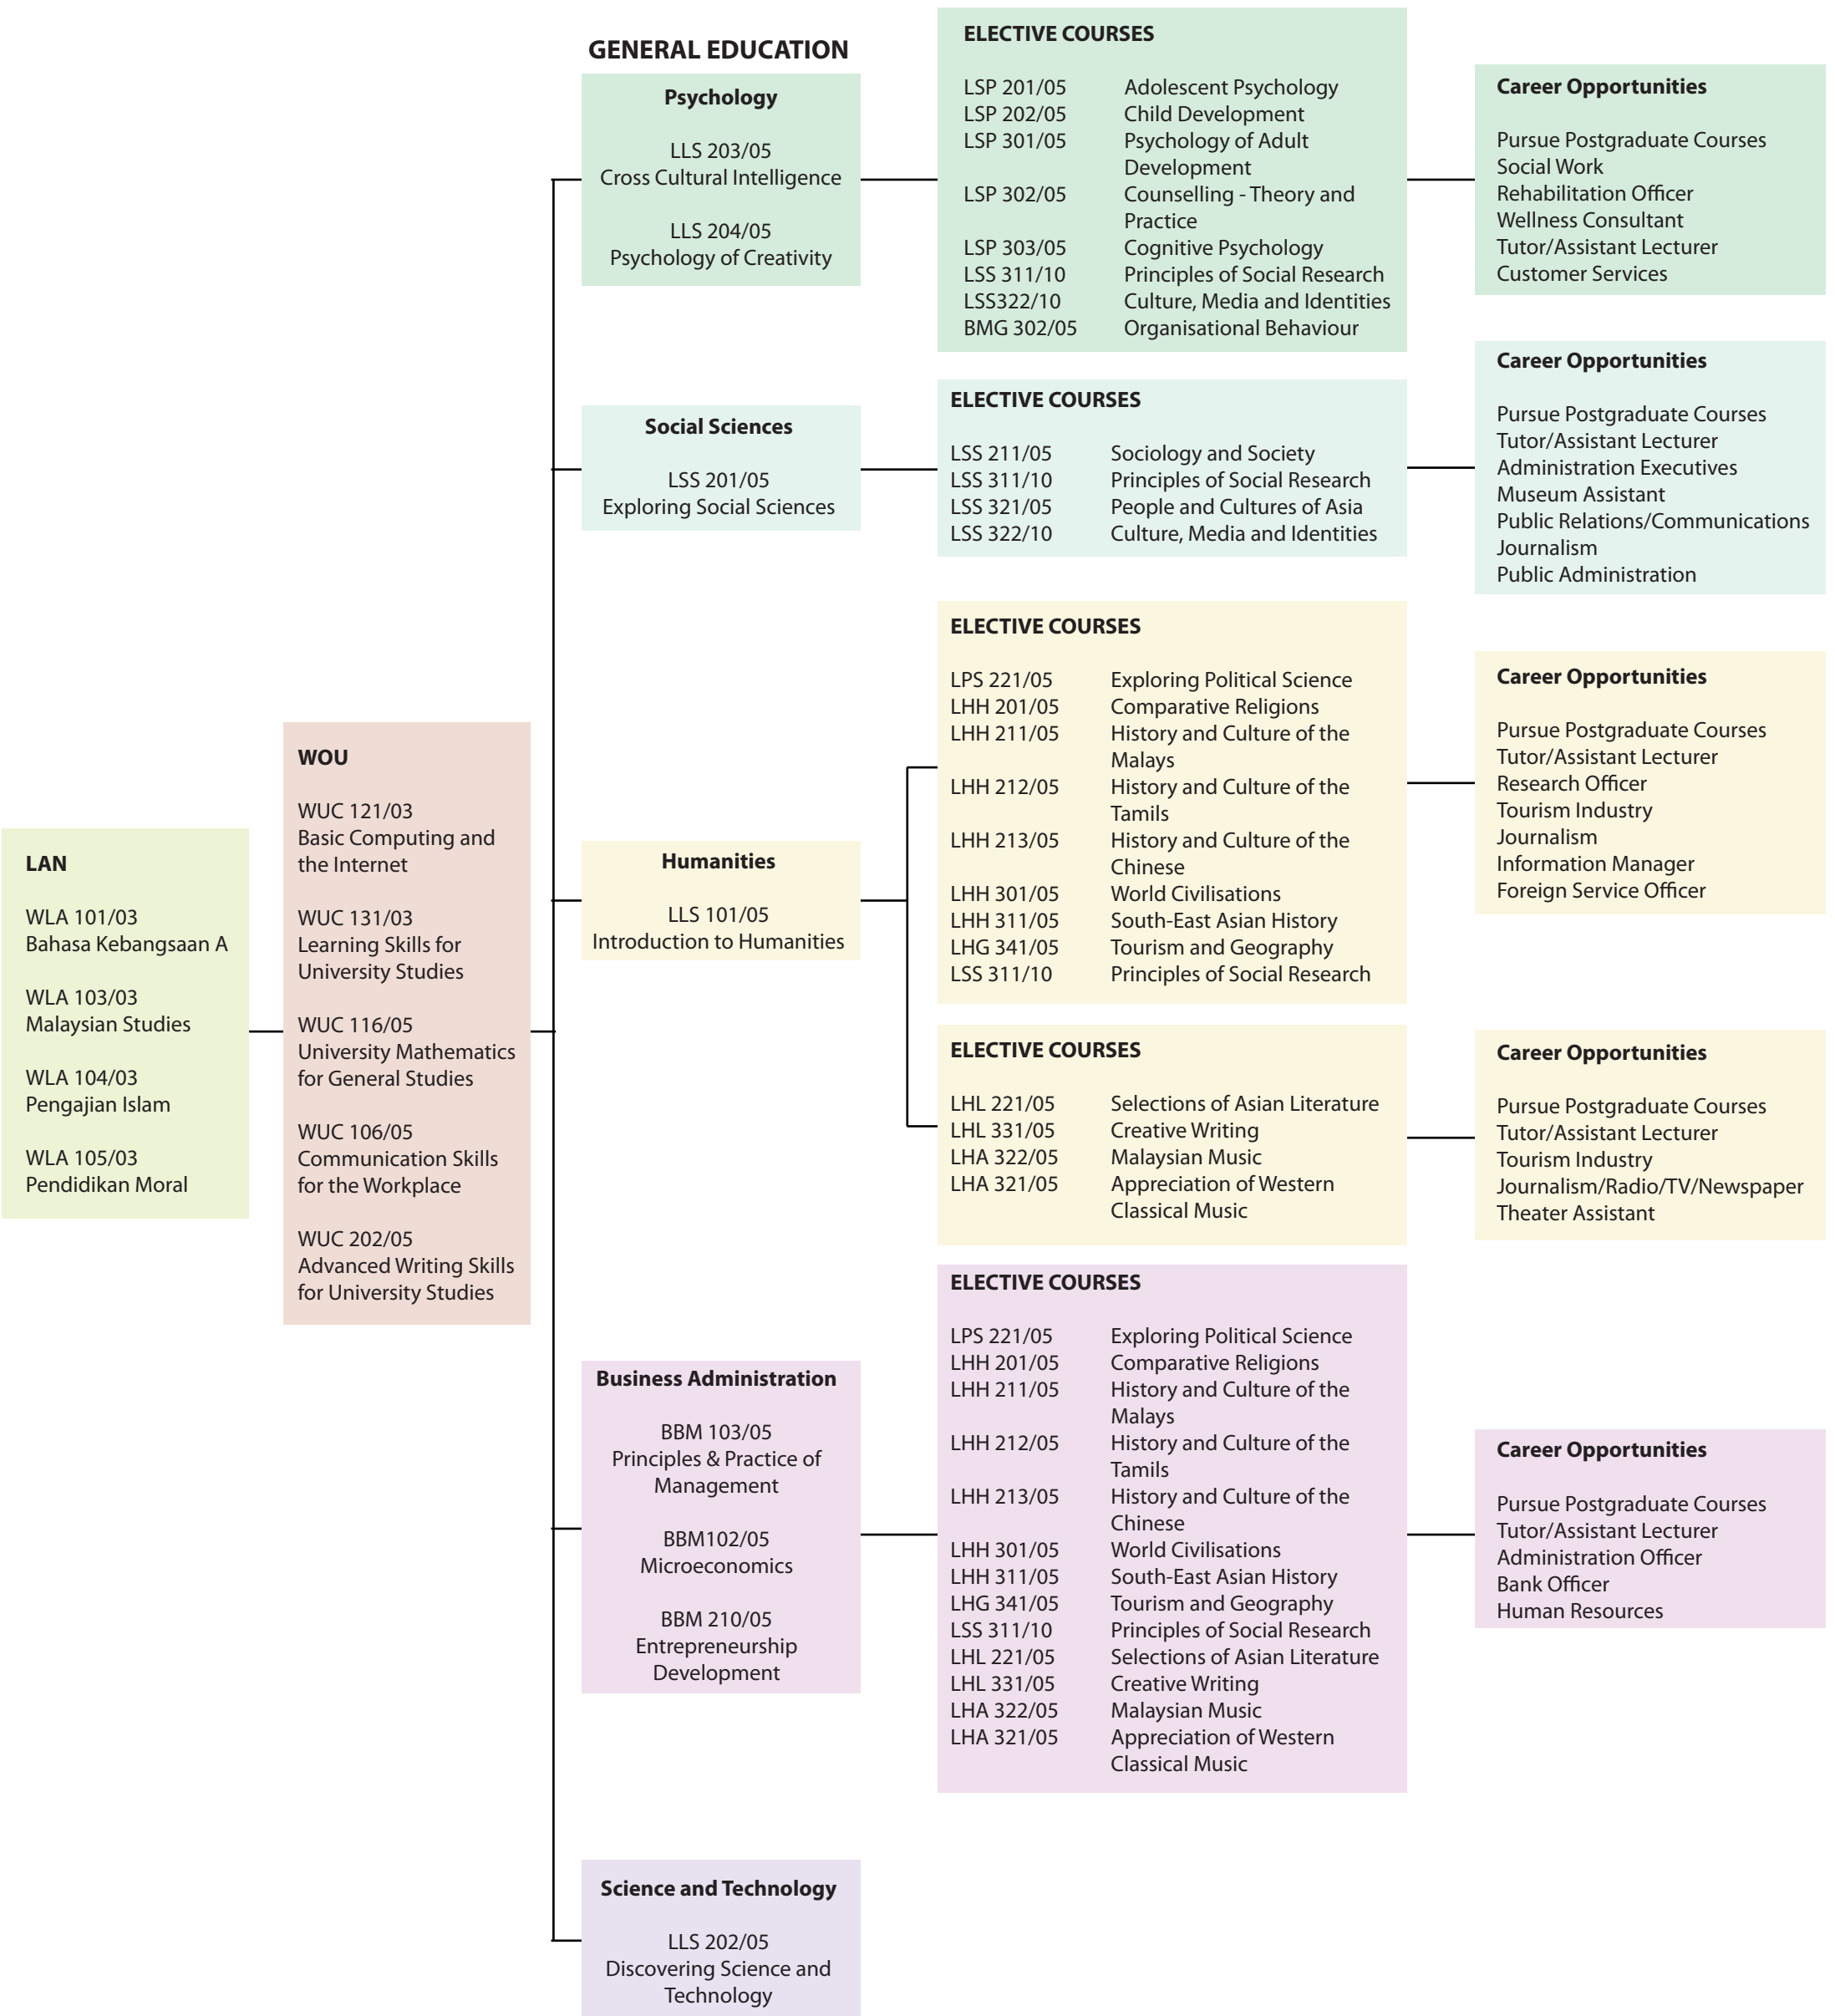 LAN
WLA 101/03
Bahasa Kebangsaan A
WLA 103/03
Malaysian Studies
WLA 104/03
Pengajian Islam
WLA 105/03
Pendidikan Moral
WOU
WUC 121/03
Basic Computing and
the Internet
WUC 131/03
Learning Skills for
University Studies
WUC 116/05
University Mathematics
for General Studies
WUC 106/05
Communication Skills
for the Workplace
WUC 202/05
Advanced Writing Skills
for University Studies
GENERAL EDUCATION
Psychology
LLS 203/05
Cross Cultural Intelligence
LLS 204/05
Psychology of Creativity
ELECTIVE COURSES
LSP 201/05 Adolescent Psychology
LSP 202/05 Child Development
LSP 301/05 Psychology of Adult
Development
LSP 302/05 Counselling - Theory and
Practice
LSP 303/05 Cognitive Psychology
LSS 311/10 Principles of Social Research
LSS322/10 Culture, Media and Identities
BMG 302/05 Organisational Behaviour
Career Opportunities
Pursue Postgraduate Courses
Social Work
Rehabilitation Officer
Wellness Consultant
Tutor/Assistant Lecturer
Customer Services
Social Sciences
LSS 201/05
Exploring Social Sciences
ELECTIVE COURSES
LSS 211/05 Sociology and Society
LSS 311/10 Principles of Social Research
LSS 321/05 People and Cultures of Asia
LSS 322/10 Culture, Media and Identities
Career Opportunities
Pursue Postgraduate Courses
Tutor/Assistant Lecturer
Administration Executives
Museum Assistant
Public Relations/Communications
Journalism
Public Administration
Humanities
LLS 101/05
Introduction to Humanities
ELECTIVE COURSES
LPS 221/05 Exploring Political Science
LHH 201/05 Comparative Religions
LHH 211/05 History and Culture of the
Malays
LHH 212/05 History and Culture of the
Tamils
LHH 213/05 History and Culture of the
Chinese
LHH 301/05 World Civilisations
LHH 311/05 South-East Asian History
LHG 341/05 Tourism and Geography
LSS 311/10 Principles of Social Research
Career Opportunities
Pursue Postgraduate Courses
Tutor/Assistant Lecturer
Research Officer
Tourism Industry
Journalism
Information Manager
Foreign Service Officer
ELECTIVE COURSES
LHL 221/05 Selections of Asian Literature
LHL 331/05 Creative Writing
LHA 322/05 Malaysian Music
LHA 321/05 Appreciation of Western
Classical Music
Career Opportunities
Pursue Postgraduate Courses
Tutor/Assistant Lecturer
Tourism Industry
Journalism/Radio/TV/Newspaper
Theater Assistant
Business Administration
BBM 103/05
Principles & Practice of
Management
BBM102/05
Microeconomics
BBM 210/05
Entrepreneurship
Development
ELECTIVE COURSES
LPS 221/05 Exploring Political Science
LHH 201/05 Comparative Religions
LHH 211/05 History and Culture of the
Malays
LHH 212/05 History and Culture of the
Tamils
LHH 213/05 History and Culture of the
Chinese
LHH 301/05 World Civilisations
LHH 311/05 South-East Asian History
LHG 341/05 Tourism and Geography
LSS 311/10 Principles of Social Research
LHL 221/05 Selections of Asian Literature
LHL 331/05 Creative Writing
LHA 322/05 Malaysian Music
LHA 321/05 Appreciation of Western
Classical Music
Career Opportunities
Pursue Postgraduate Courses
Tutor/Assistant Lecturer
Administration Officer
Bank Officer
Human Resources
Science and Technology
LLS 202/05
Discovering Science and
Technology